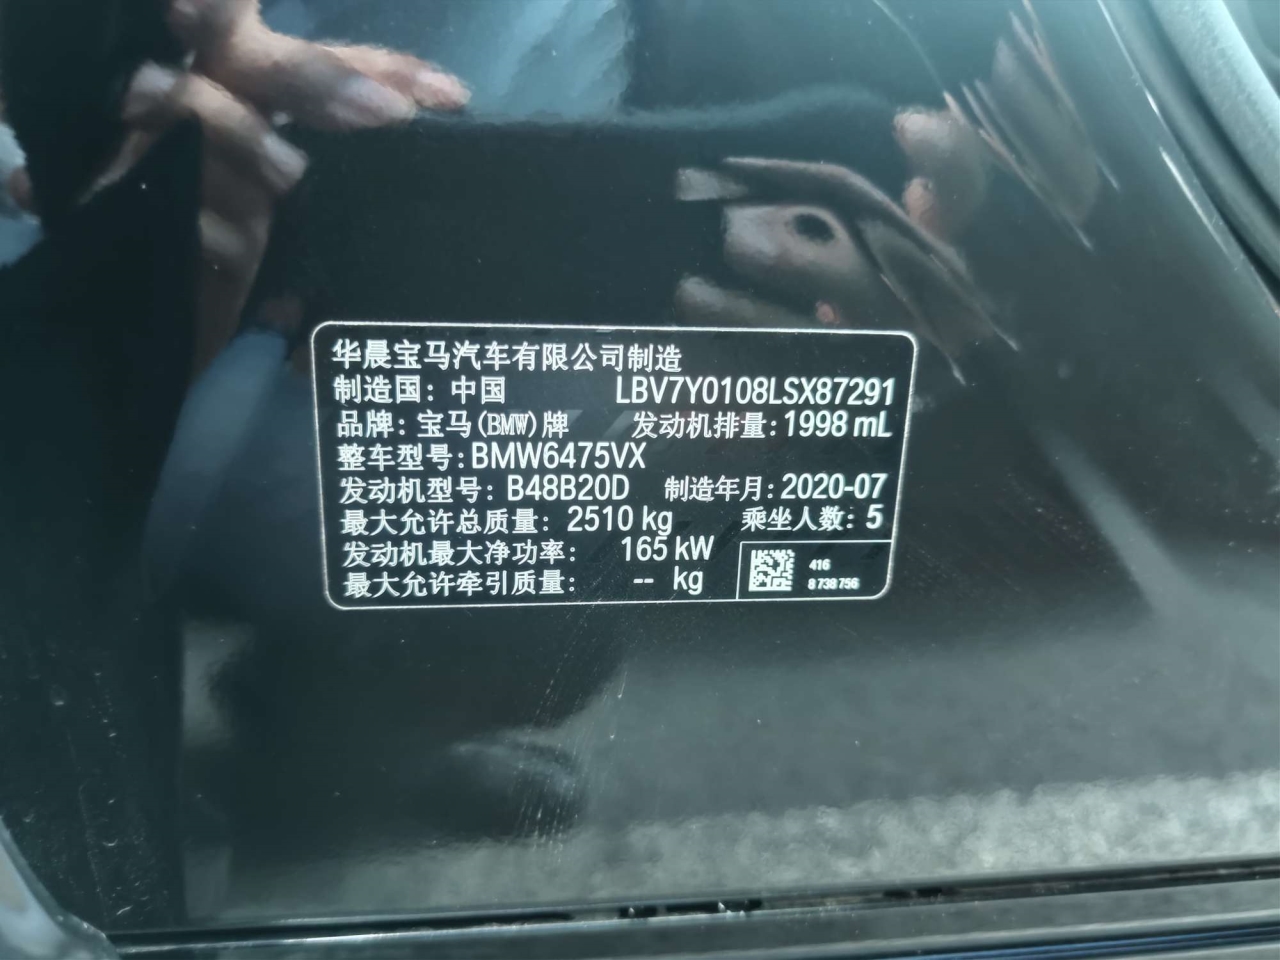 华晨宝马汽车有限公司制造
制造国: 中国 LBV7Y0108LSX87291
品牌: 宝马(BMW)牌 发动机排量: 1998 mL
整车型号: BMW6475VX
发动机型号: B48B20D 制造年月: 2020-07
最大允许总质量: 2510 kg 乘坐人数: 5
发动机最大净功率: 165 kW
最大允许牵引质量: -- kg
416
8 738 756